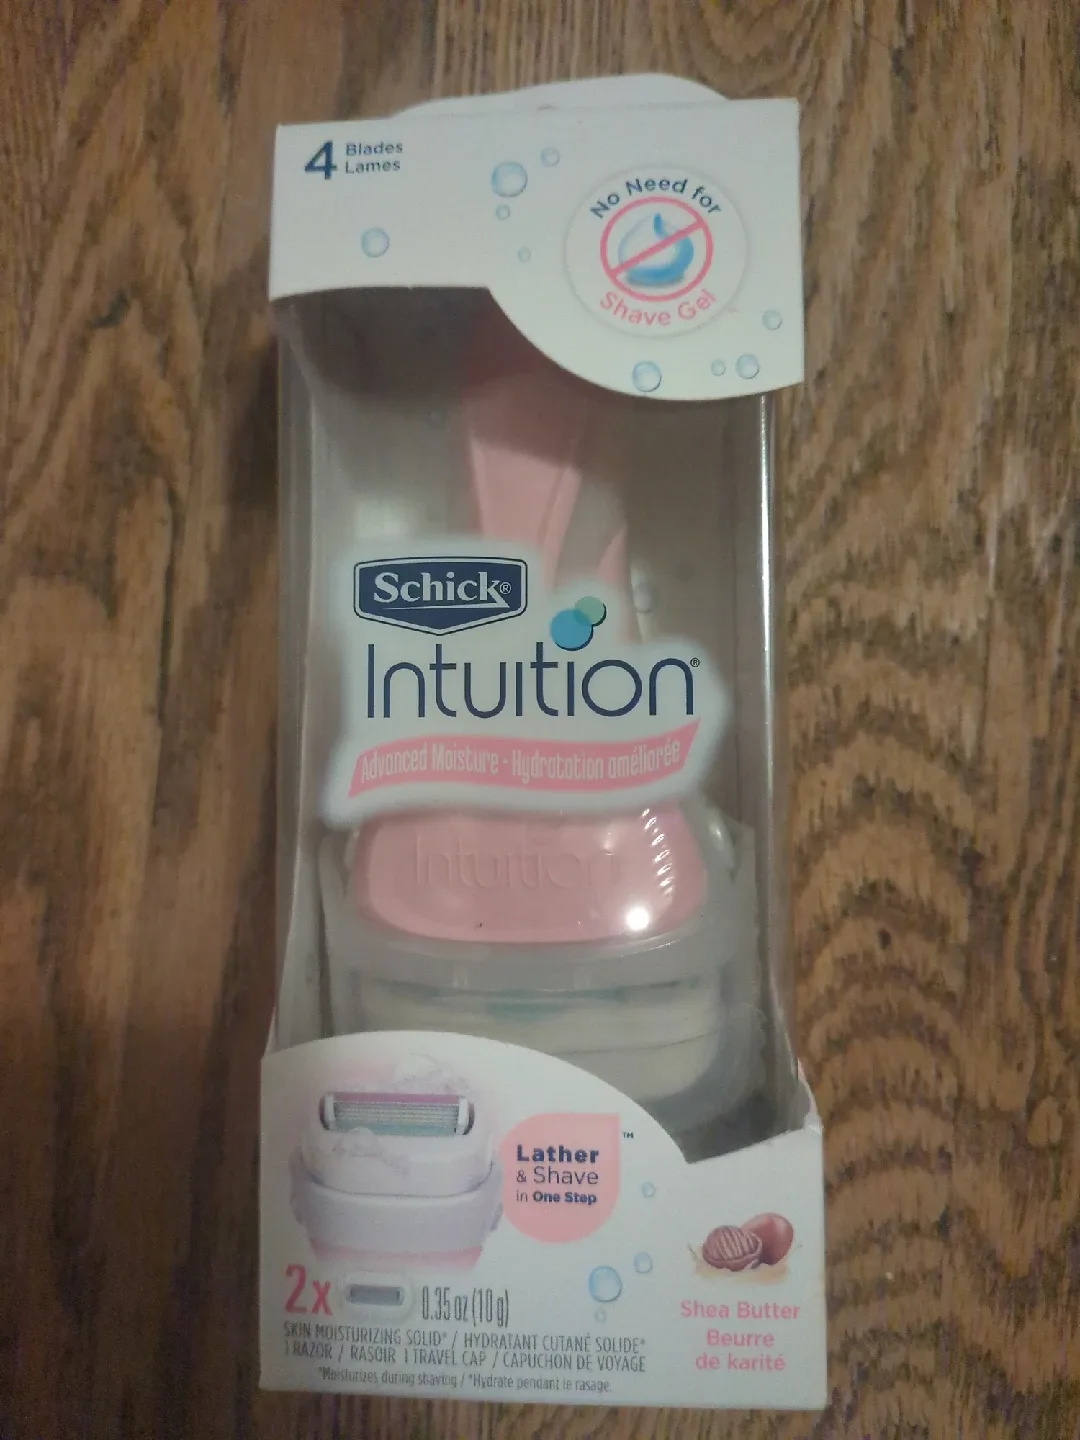 4 Blades
Lames
No Need for
Shave Gel
Schick®
Intuition®
Advanced Moisture - Hydratation améliorée
Intuition
Lather
& Shave
in One Step
™
2x 0.35 oz (10 g)
SKIN MOISTURIZING SOLID* / HYDRATANT CUTANÉ SOLIDE*
1 RAZOR / RASOIR 1 TRAVEL CAP / CAPUCHON DE VOYAGE
*Moisturizes during shaving / *Hydrate pendant le rasage.
Shea Butter
Beurre
de karité